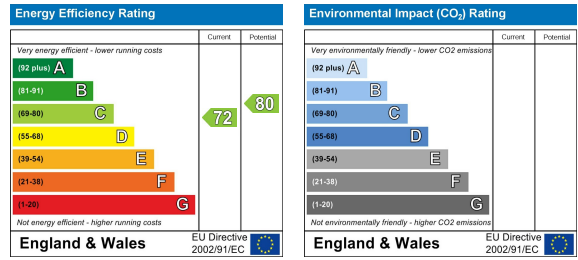 Energy Efficiency Rating
Current Potential
Very energy efficient - lower running costs
(92 plus) A
(81-91) B
(69-80) C
(55-68) D
(39-54) E
(21-38) F
(1-20) G
72
80
Not energy efficient - higher running costs
England & Wales
EU Directive
2002/91/EC
Environmental Impact (CO₂) Rating
Current Potential
Very environmentally friendly - lower CO2 emissions
(92 plus) A
(81-91) B
(69-80) C
(55-68) D
(39-54) E
(21-38) F
(1-20) G
Not environmentally friendly - higher CO2 emissions
England & Wales
EU Directive
2002/91/EC